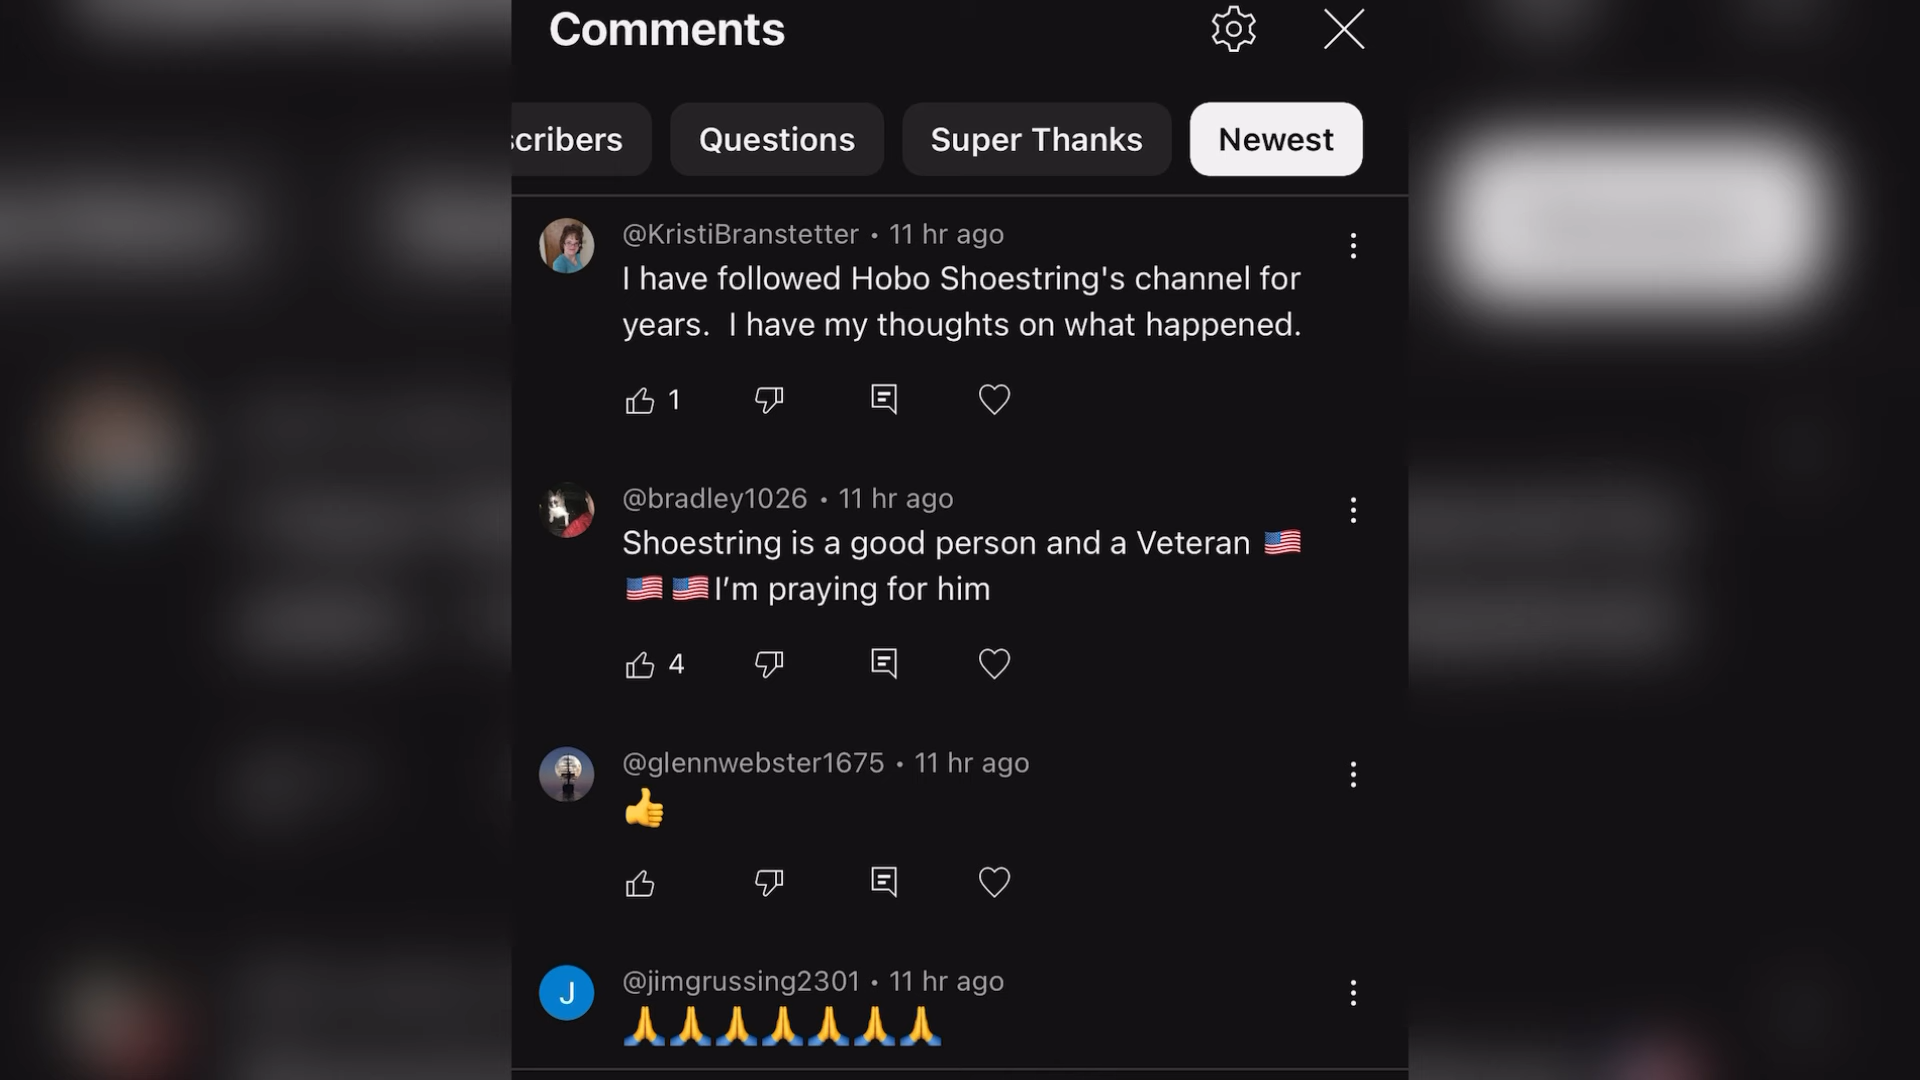 Comments
scribers Questions Super Thanks Newest
@KristiBranstetter • 11 hr ago
I have followed Hobo Shoestring's channel for
years.  I have my thoughts on what happened.
1
@bradley1026 • 11 hr ago
Shoestring is a good person and a Veteran 🇺🇸
🇺🇸 🇺🇸I’m praying for him
4
@glennwebster1675 • 11 hr ago
👍
J
@jimgrussing2301 • 11 hr ago
🙏🙏🙏🙏🙏🙏🙏